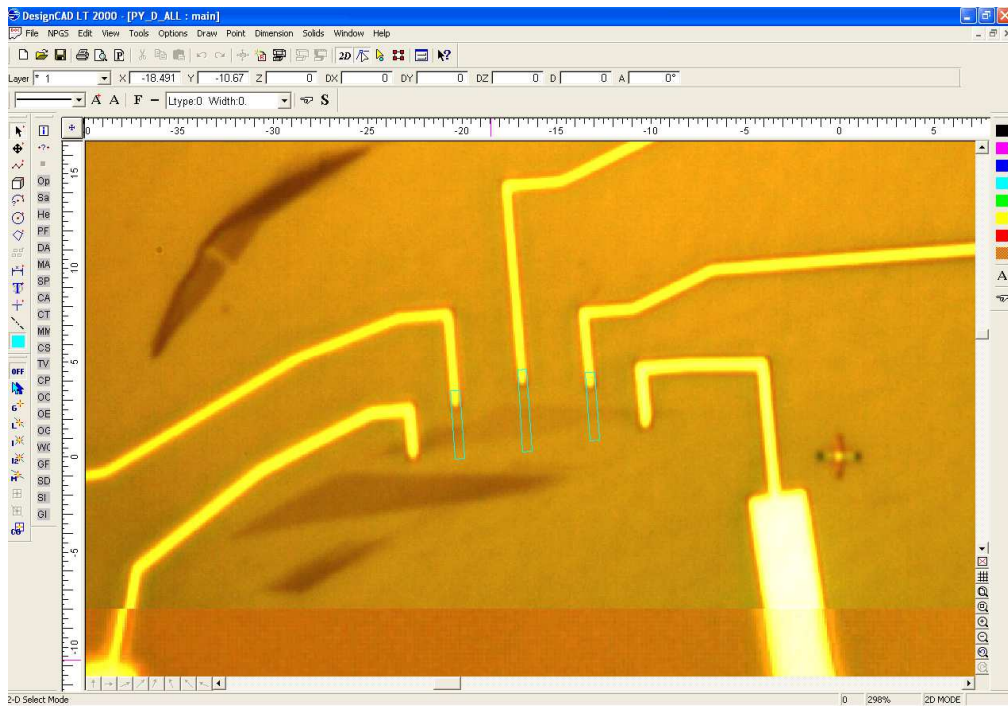 DesignCAD LT 2000 - [PY_D_ALL : main]
File NPGS Edit View Tools Options Draw Point Dimension Solids Window Help
2D
Layer * 1 X -18.491 Y -10.67 Z 0 DX 0 DY 0 DZ 0 D 0 A 0°
A A F Ltype:0 Width:0. S
-35 -30 -25 -20 -15 -10 -5 0 5
15
10
5
0
-5
-10
Op
Sa
He
PF
DA
MA
SP
CA
CT
MM
CS
TV
CP
OC
OE
OG
WC
GF
SD
SI
GI
T
OFF
G
L
I
I2
M
CG
A
2-D Select Mode 0 298% 2D MODE